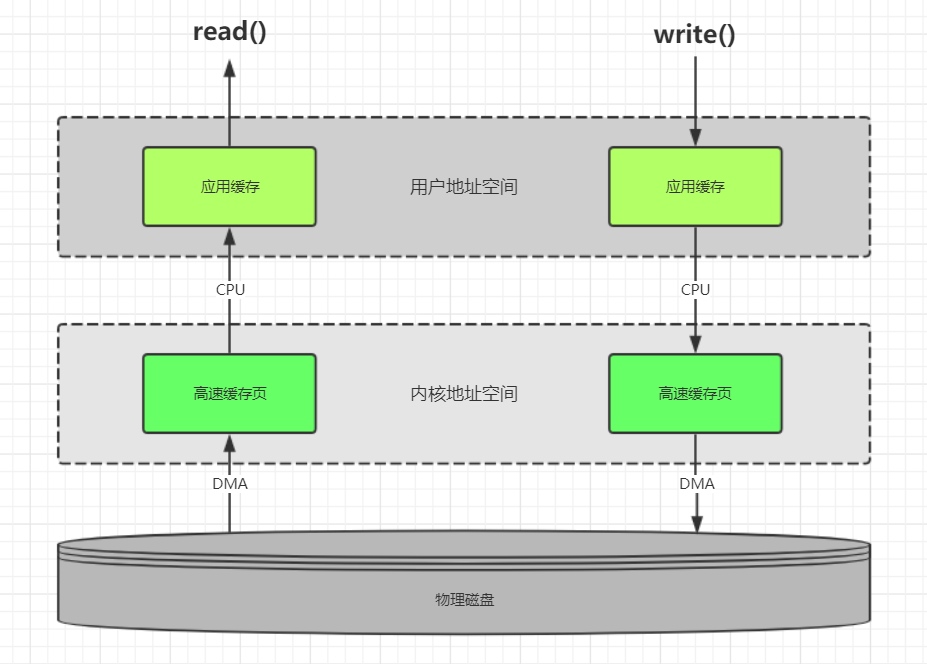 read()
write()
应用缓存
用户地址空间
应用缓存
CPU
CPU
高速缓存页
内核地址空间
高速缓存页
DMA
DMA
物理磁盘